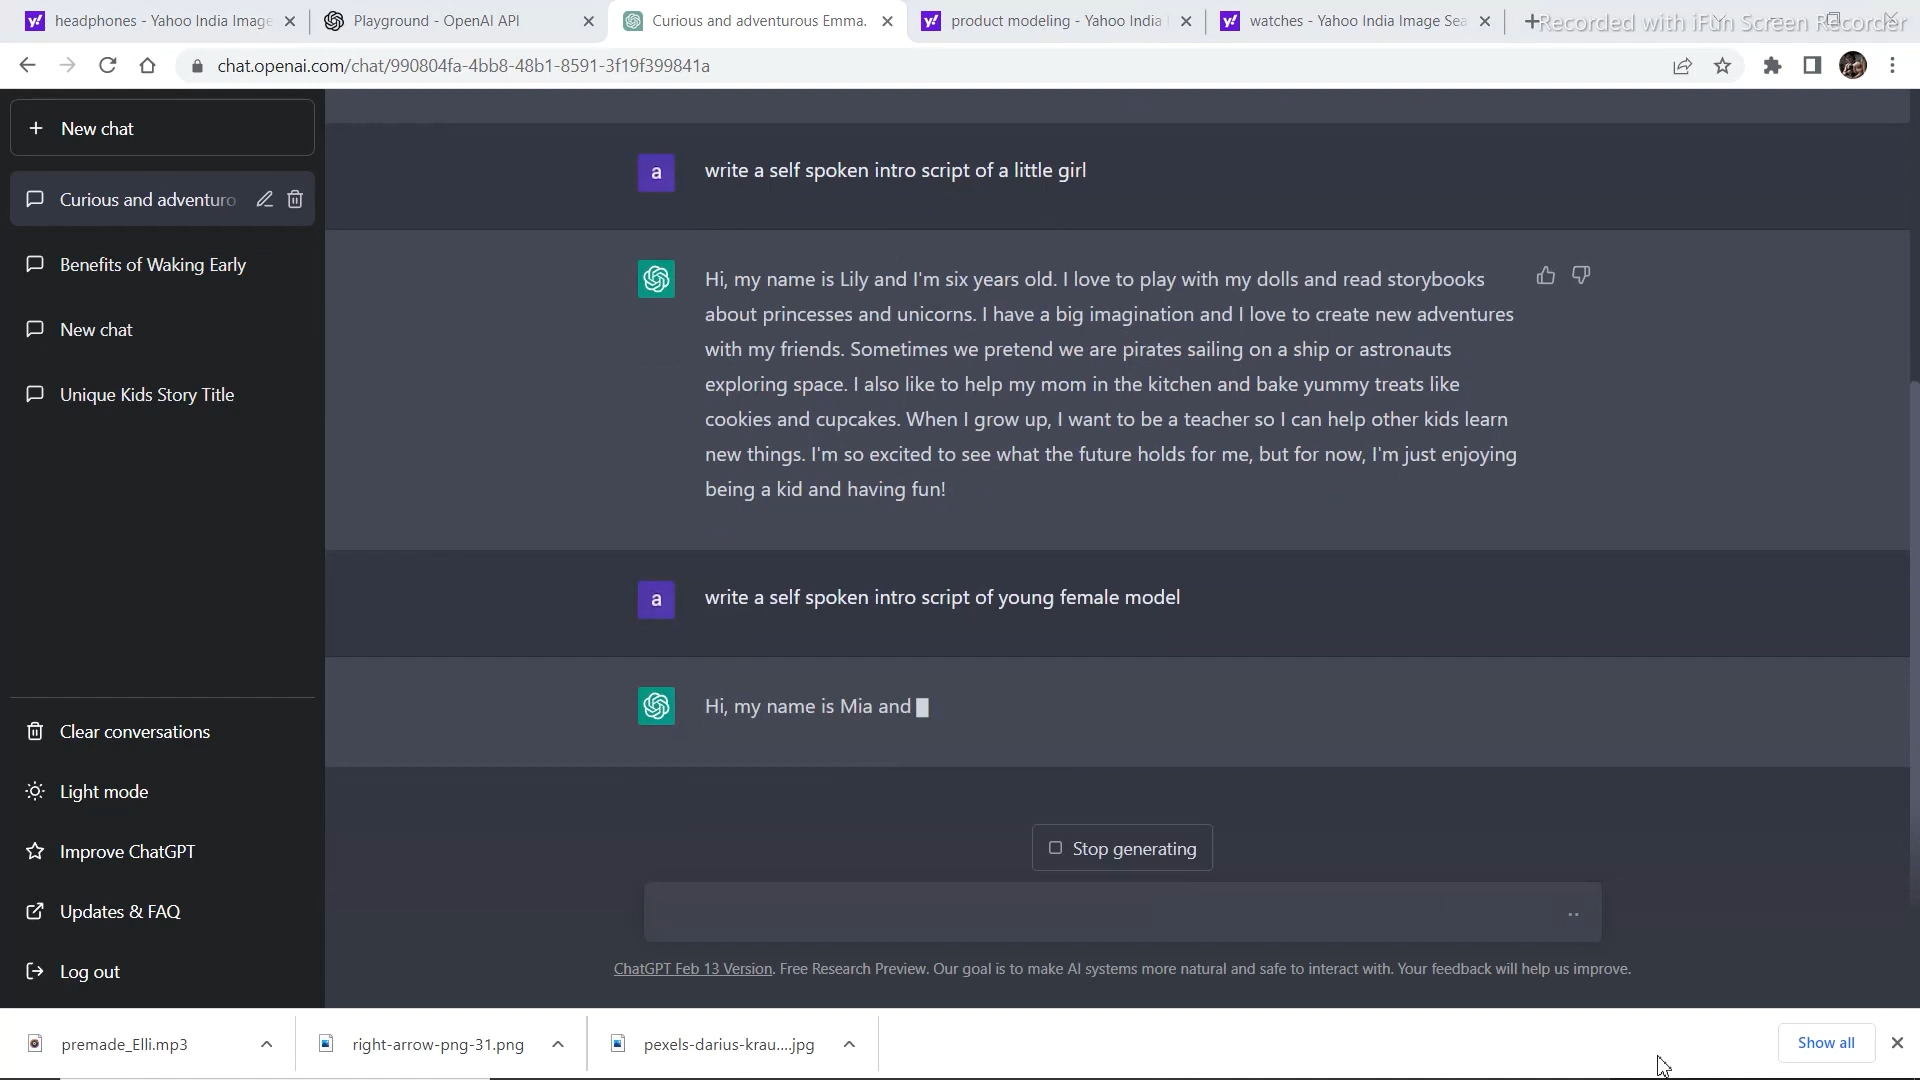 headphones - Yahoo India Image
Playground - OpenAI API
Curious and adventurous Emma.
product modeling - Yahoo India
watches - Yahoo India Image Sea
Recorded with iFun Screen Recorder
chat.openai.com/chat/990804fa-4bb8-48b1-8591-3f19f399841a
New chat
Curious and adventuro
Benefits of Waking Early
New chat
Unique Kids Story Title
Clear conversations
Light mode
Improve ChatGPT
Updates & FAQ
Log out
a
write a self spoken intro script of a little girl
Hi, my name is Lily and I'm six years old. I love to play with my dolls and read storybooks
about princesses and unicorns. I have a big imagination and I love to create new adventures
with my friends. Sometimes we pretend we are pirates sailing on a ship or astronauts
exploring space. I also like to help my mom in the kitchen and bake yummy treats like
cookies and cupcakes. When I grow up, I want to be a teacher so I can help other kids learn
new things. I'm so excited to see what the future holds for me, but for now, I'm just enjoying
being a kid and having fun!
a
write a self spoken intro script of young female model
Hi, my name is Mia and
Stop generating
ChatGPT Feb 13 Version. Free Research Preview. Our goal is to make AI systems more natural and safe to interact with. Your feedback will help us improve.
premade_Elli.mp3
right-arrow-png-31.png
pexels-darius-krau....jpg
Show all